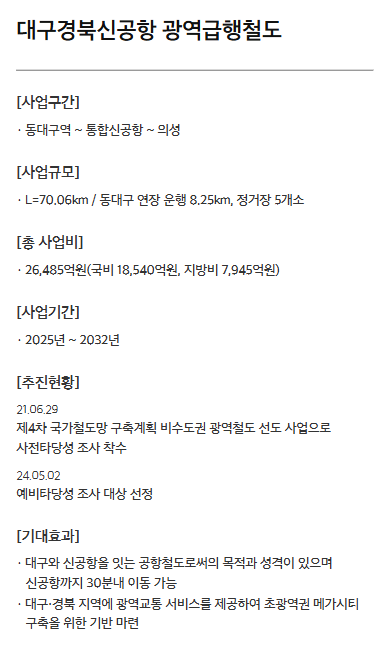 대구경북신공항 광역급행철도
[사업구간]
· 동대구역 ~ 통합신공항 ~ 의성
[사업규모]
· L=70.06km / 동대구 연장 운행 8.25km, 정거장 5개소
[총 사업비]
· 26,485억원(국비 18,540억원, 지방비 7,945억원)
[사업기간]
· 2025년 ~ 2032년
[추진현황]
21.06.29
제4차 국가철도망 구축계획 비수도권 광역철도 선도 사업으로
사전타당성 조사 착수
24.05.02
예비타당성 조사 대상 선정
[기대효과]
· 대구와 신공항을 잇는 공항철도로써의 목적과 성격이 있으며
신공항까지 30분내 이동 가능
· 대구·경북 지역에 광역교통 서비스를 제공하여 초광역권 메가시티
구축을 위한 기반 마련